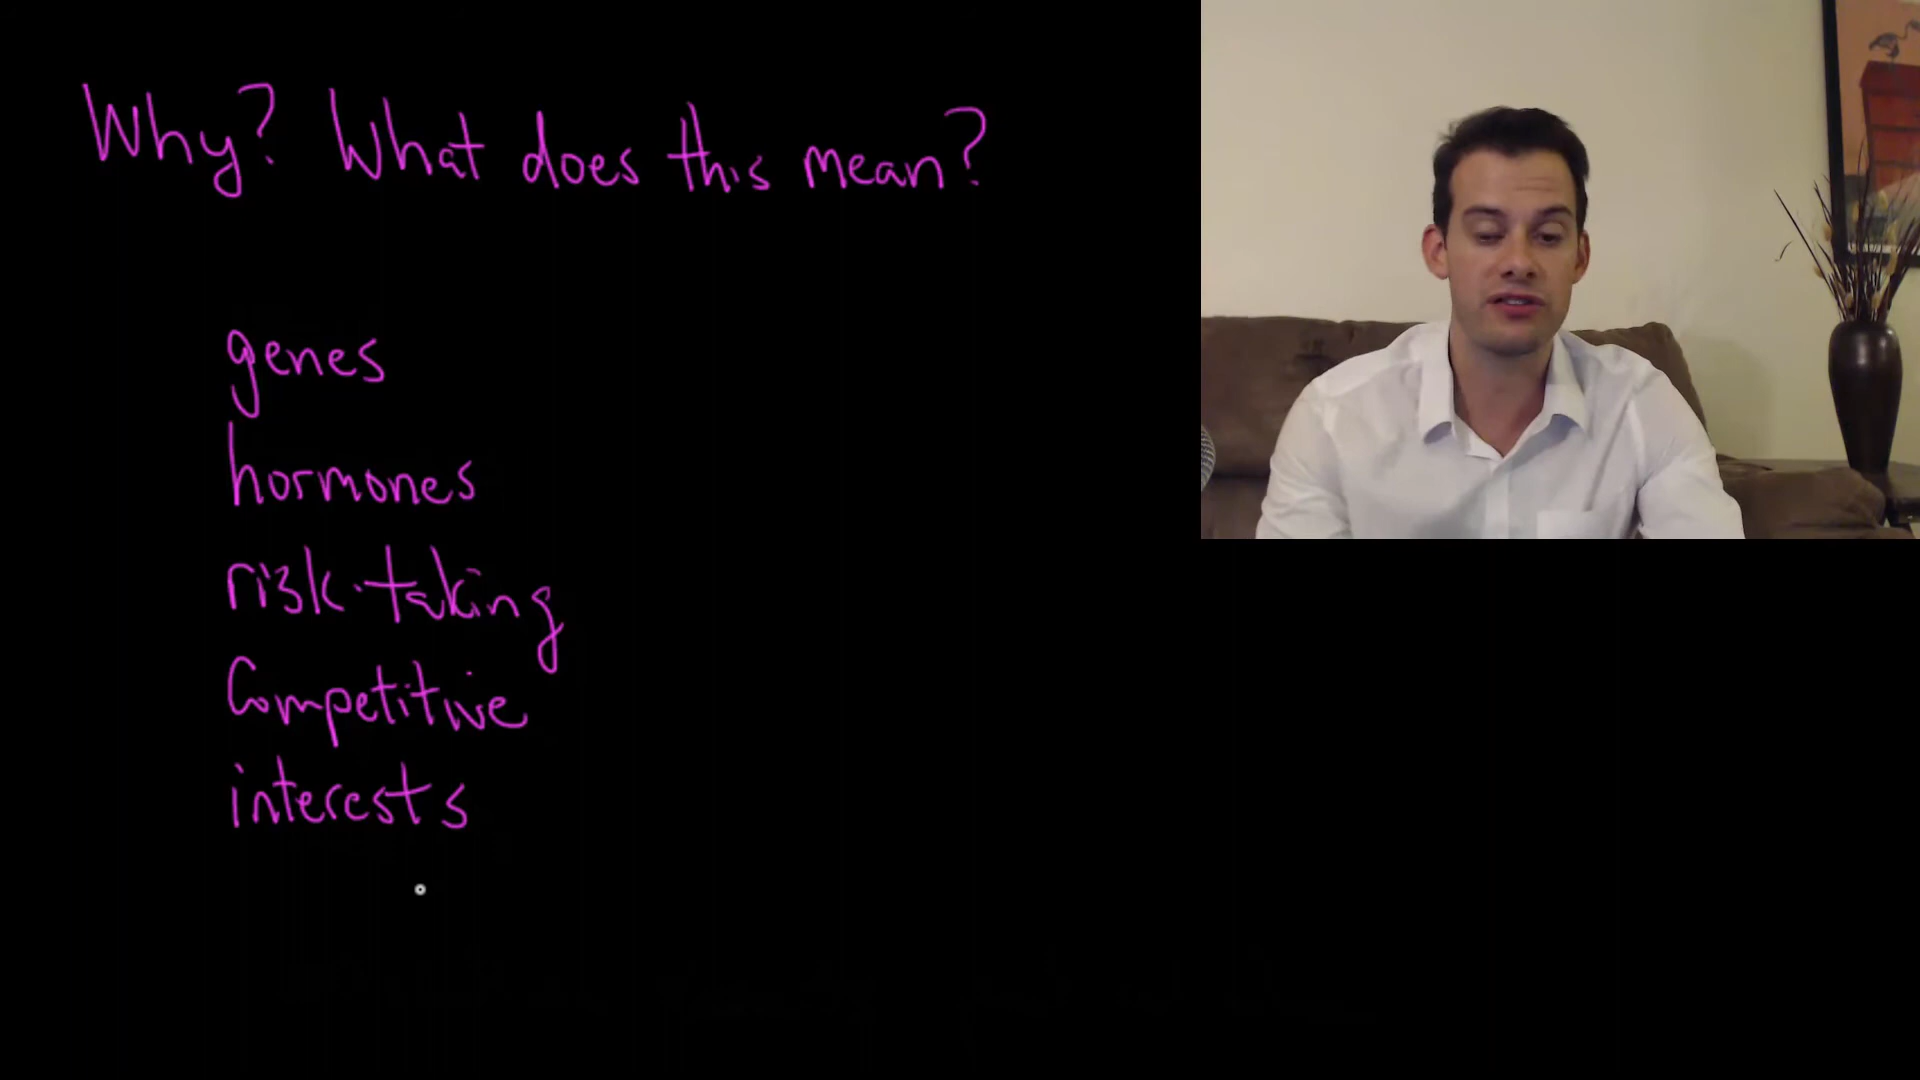 Why? What does this mean?
genes
hormones
risk-taking
Competitive
interests